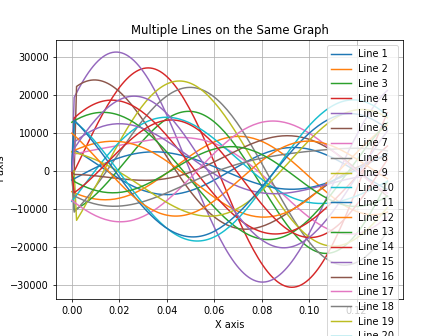 Multiple Lines on the Same Graph
30000
20000
10000
0
−10000
−20000
−30000
0.00
0.02
0.04
0.06
0.08
0.10
X axis
Line 1
Line 2
Line 3
Line 4
Line 5
Line 6
Line 7
Line 8
Line 9
Line 10
Line 11
Line 12
Line 13
Line 14
Line 15
Line 16
Line 17
Line 18
Line 19
Line 20